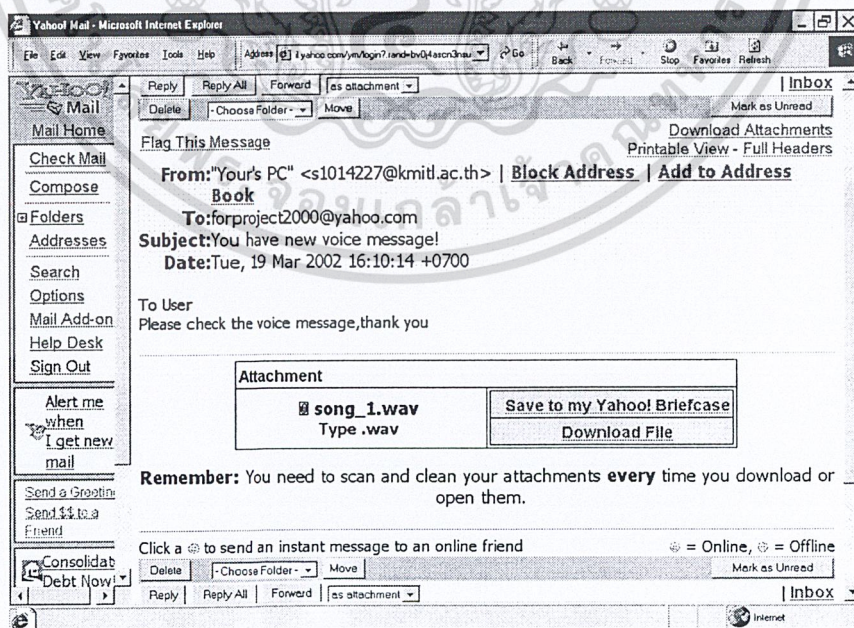 Yahoo! Mail - Microsoft Internet Explorer
File Edit View Favorites Tools Help Address Go Back Forward Stop Favorites Refresh
YAHOO! Mail
Reply Reply All Forward as attachment Inbox
Delete - Choose Folder - Move Mark as Unread
Mail Home
Check Mail
Compose
Folders
Addresses
Search
Options
Mail Add-on
Help Desk
Sign Out
Alert me
when
I get new
mail
Send a Greetin
Send $$ to a
Friend
Consolidat
Debt Now!
Flag This Message
Download Attachments
Printable View - Full Headers
From:"Your's PC" <s1014227@kmitl.ac.th> | Block Address | Add to Address
Book
To:forproject2000@yahoo.com
Subject:You have new voice message!
Date:Tue, 19 Mar 2002 16:10:14 +0700
To User
Please check the voice message,thank you
Attachment
song_1.wav
Type .wav
Save to my Yahoo! Briefcase
Download File
Remember: You need to scan and clean your attachments every time you download or
open them.
Click a to send an instant message to an online friend
= Online, = Offline
Delete - Choose Folder - Move Mark as Unread
Reply Reply All Forward as attachment | Inbox
Internet